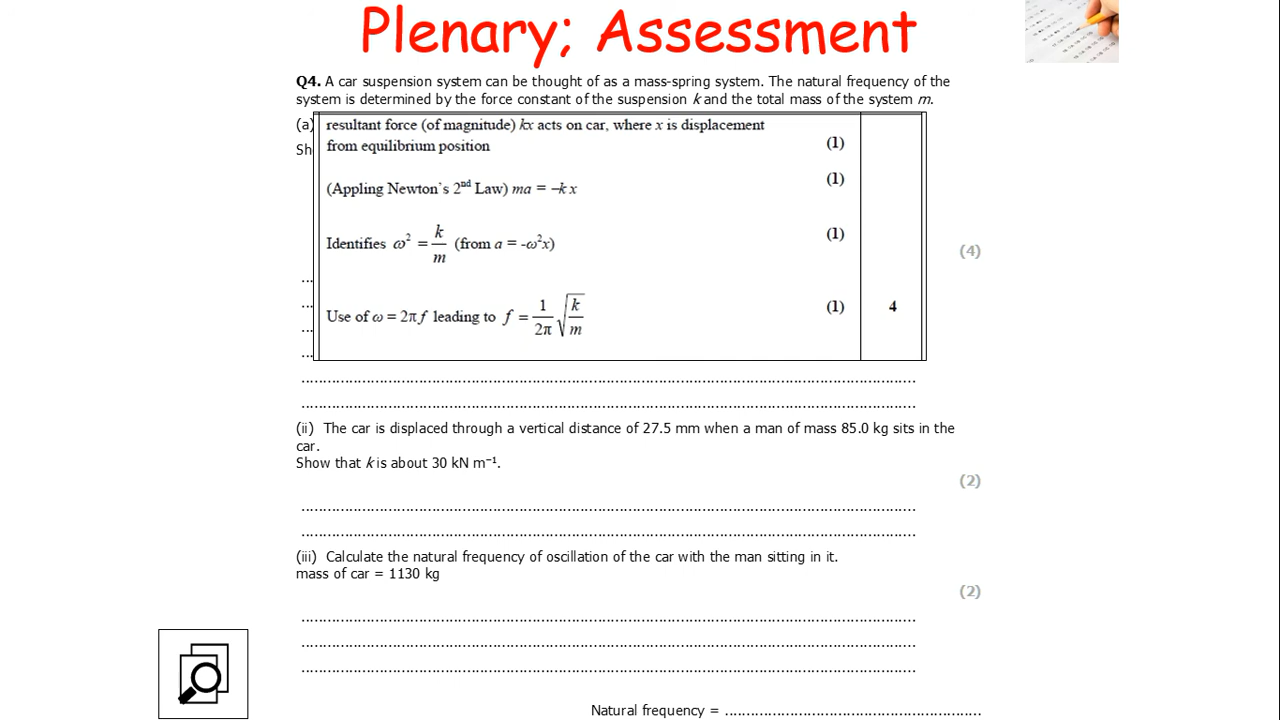 Plenary; Assessment
Q4. A car suspension system can be thought of as a mass-spring system. The natural frequency of the
system is determined by the force constant of the suspension k and the total mass of the system m.
(a)
Sh
resultant force (of magnitude) kx acts on car, where x is displacement
from equilibrium position (1)
(Appling Newton's 2nd Law) ma = –k x (1)
Identifies ω² = k/m (from a = -ω²x) (1)
(4)
Use of ω = 2π f leading to f = 1/2π √k/m (1) 4
(ii) The car is displaced through a vertical distance of 27.5 mm when a man of mass 85.0 kg sits in the
car.
Show that k is about 30 kN m⁻¹.
(2)
(iii) Calculate the natural frequency of oscillation of the car with the man sitting in it.
mass of car = 1130 kg
(2)
Natural frequency = ...........................................................